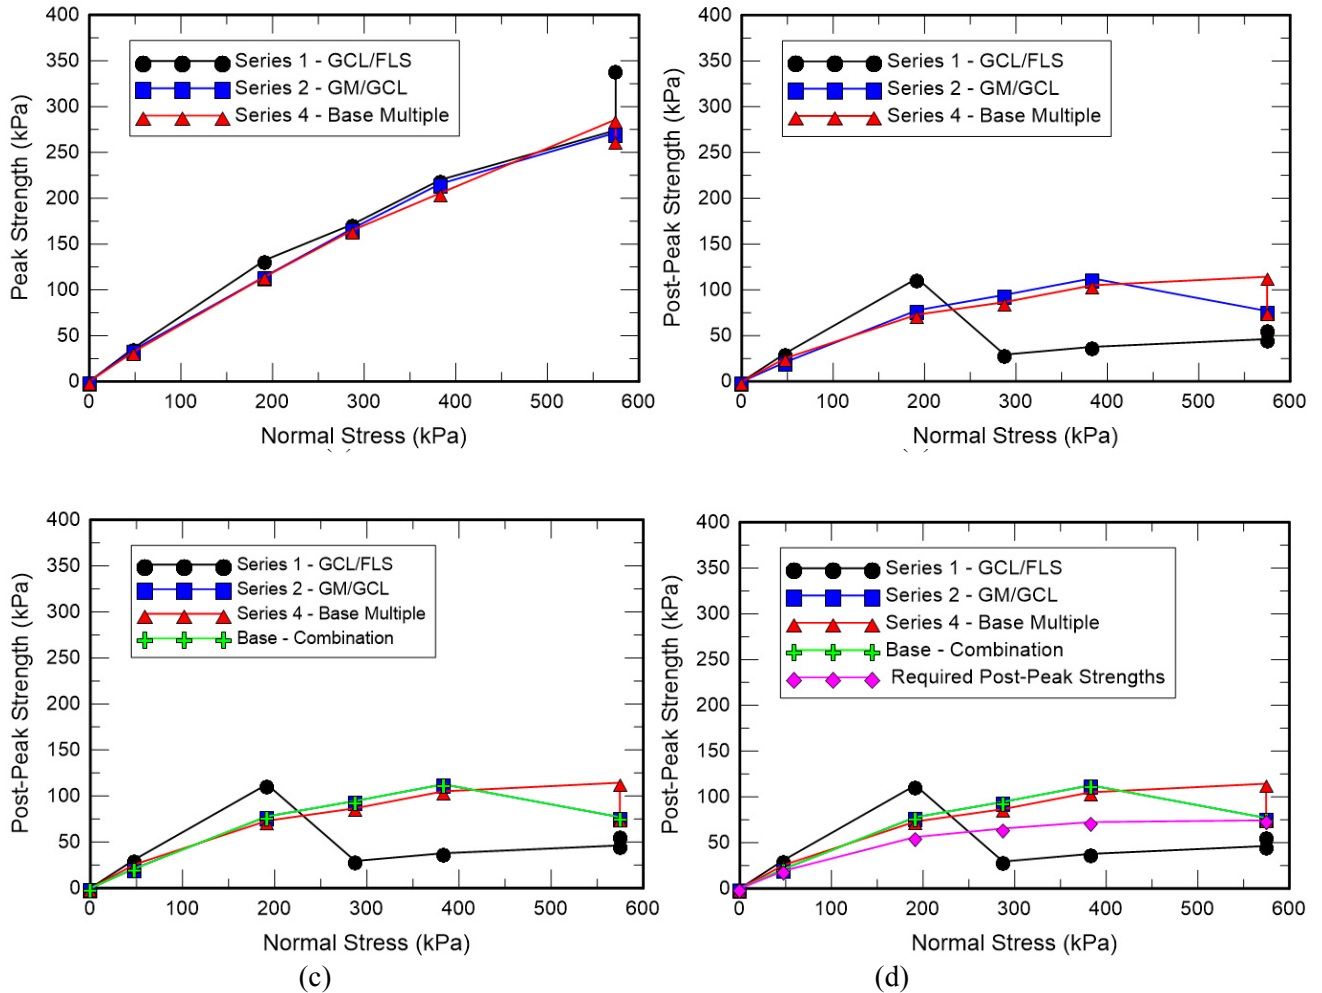 Peak Strength (kPa)
400
350
300
250
200
150
100
50
0
Series 1 - GCL/FLS
Series 2 - GM/GCL
Series 4 - Base Multiple
0 100 200 300 400 500 600
Normal Stress (kPa)
Post-Peak Strength (kPa)
400
350
300
250
200
150
100
50
0
Series 1 - GCL/FLS
Series 2 - GM/GCL
Series 4 - Base Multiple
0 100 200 300 400 500 600
Normal Stress (kPa)
Post-Peak Strength (kPa)
400
350
300
250
200
150
100
50
0
Series 1 - GCL/FLS
Series 2 - GM/GCL
Series 4 - Base Multiple
Base - Combination
0 100 200 300 400 500 600
Normal Stress (kPa)
(c)
Post-Peak Strength (kPa)
400
350
300
250
200
150
100
50
0
Series 1 - GCL/FLS
Series 2 - GM/GCL
Series 4 - Base Multiple
Base - Combination
Required Post-Peak Strengths
0 100 200 300 400 500 600
Normal Stress (kPa)
(d)